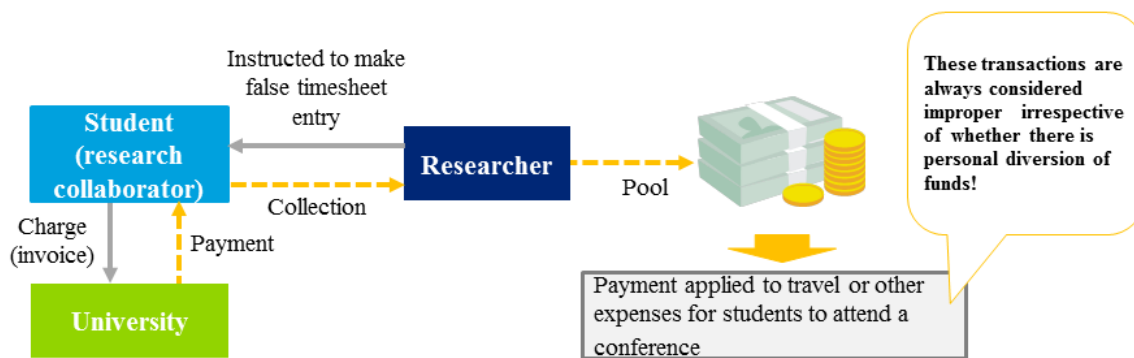 Instructed to make
false timesheet
entry
Student
(research
collaborator)
Researcher
Collection
Pool
Charge
(invoice)
Payment
University
These transactions are
always considered
improper irrespective
of whether there is
personal diversion of
funds!
Payment applied to travel or other
expenses for students to attend a
conference